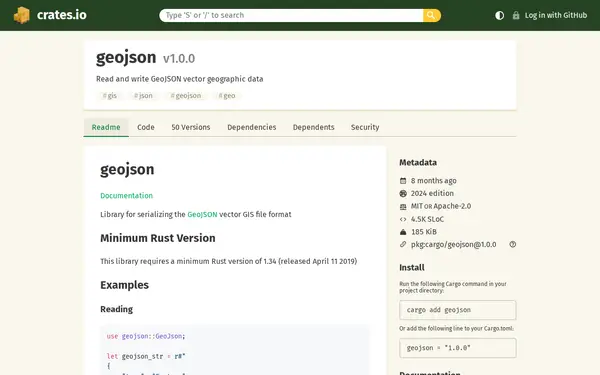 crates.io
Type 'S' or '/' to search
Log in with GitHub
geojson v1.0.0
Read and write GeoJSON vector geographic data
# gis # json # geojson # geo
Readme Code 50 Versions Dependencies Dependents Security
geojson
Documentation
Library for serializing the GeoJSON vector GIS file format
Minimum Rust Version
This library requires a minimum Rust version of 1.34 (released April 11 2019)
Examples
Reading
use geojson::GeoJson;
let geojson_str = r#"
{
Metadata
8 months ago
2024 edition
MIT OR Apache-2.0
4.5K SLoC
185 KiB
pkg:cargo/geojson@1.0.0
Install
Run the following Cargo command in your
project directory:
cargo add geojson
Or add the following line to your Cargo.toml:
geojson = "1.0.0"
Documentation